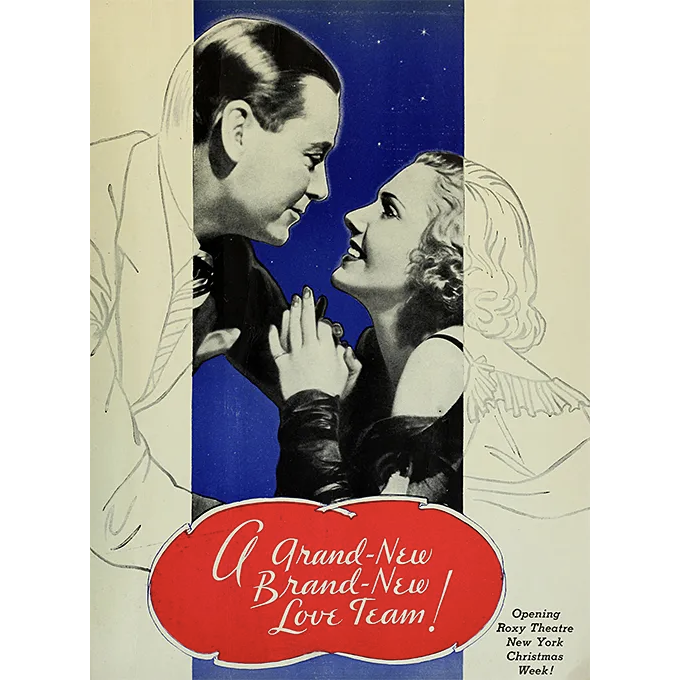 A Grand-New
Brand-New
Love Team!
Opening
Roxy Theatre
New York
Christmas
Week!